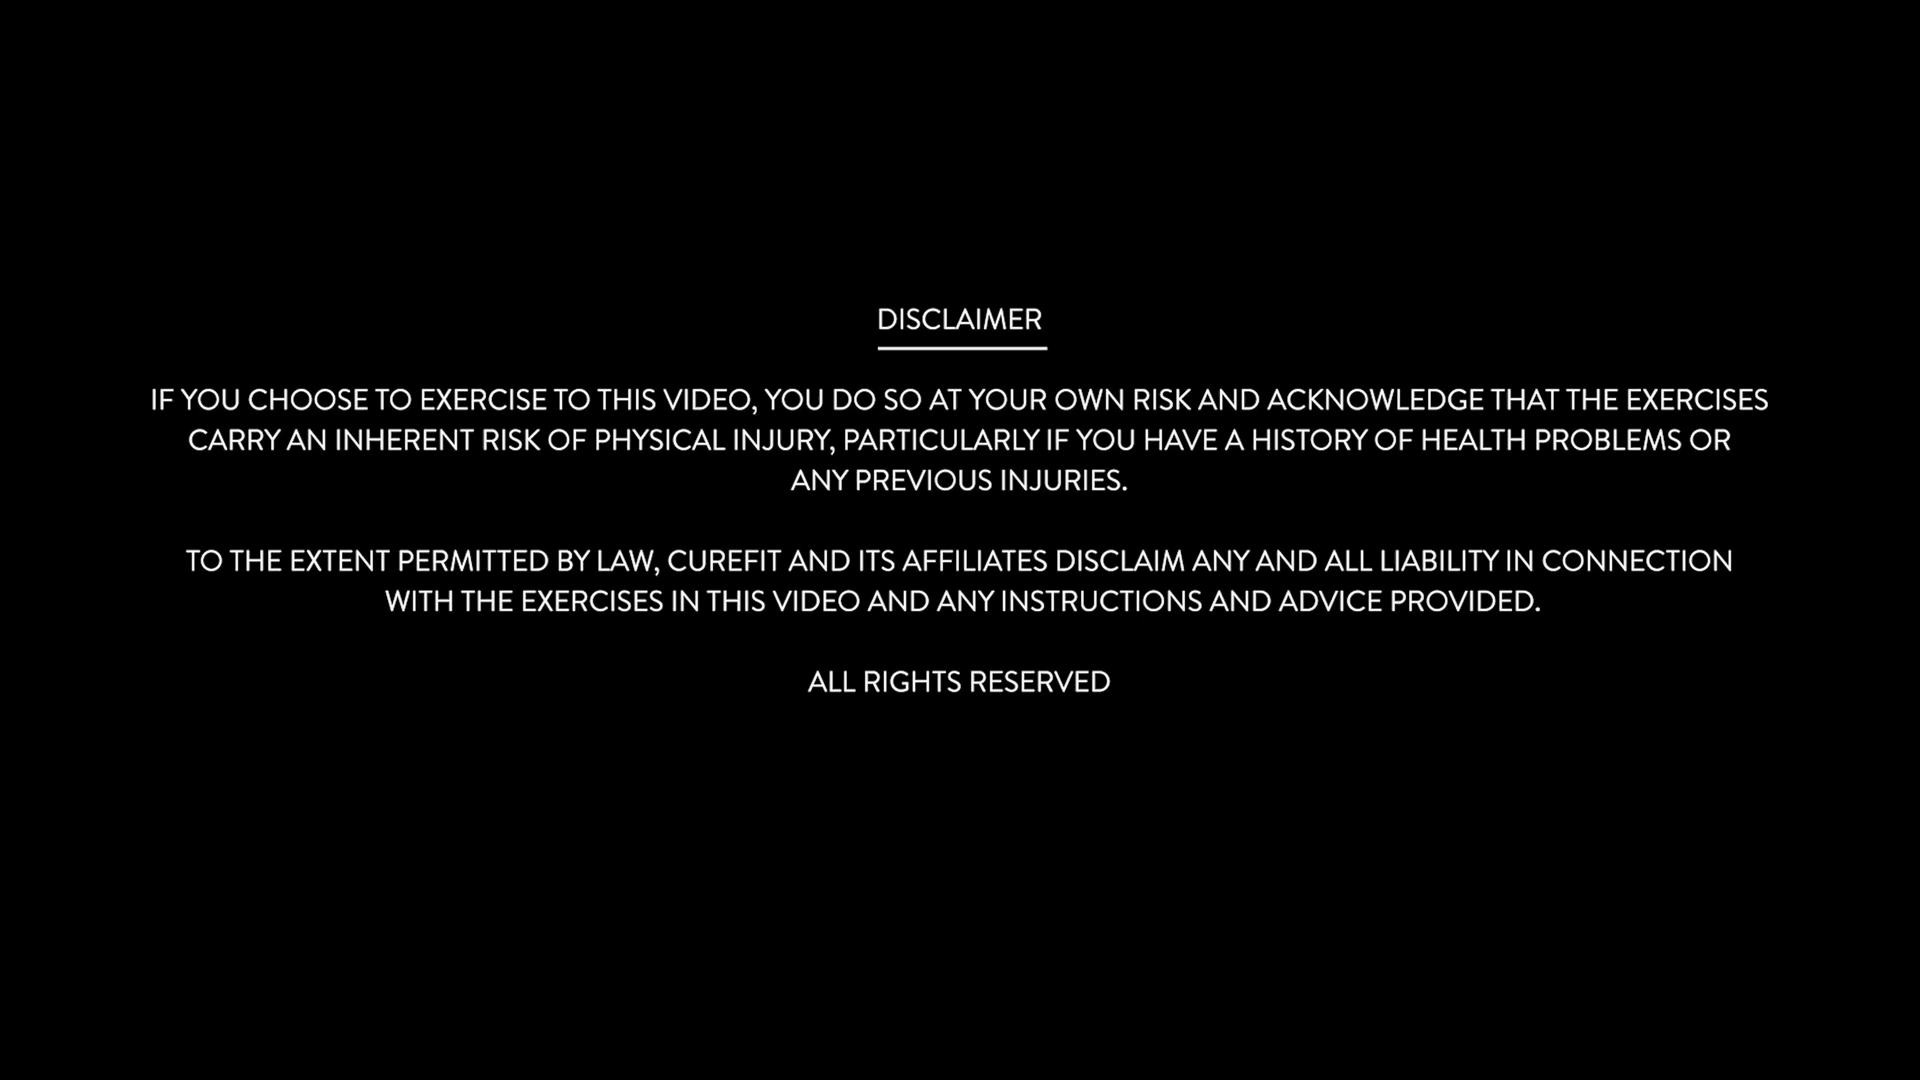 DISCLAIMER
IF YOU CHOOSE TO EXERCISE TO THIS VIDEO, YOU DO SO AT YOUR OWN RISK AND ACKNOWLEDGE THAT THE EXERCISES
CARRY AN INHERENT RISK OF PHYSICAL INJURY, PARTICULARLY IF YOU HAVE A HISTORY OF HEALTH PROBLEMS OR
ANY PREVIOUS INJURIES.
TO THE EXTENT PERMITTED BY LAW, CUREFIT AND ITS AFFILIATES DISCLAIM ANY AND ALL LIABILITY IN CONNECTION
WITH THE EXERCISES IN THIS VIDEO AND ANY INSTRUCTIONS AND ADVICE PROVIDED.
ALL RIGHTS RESERVED